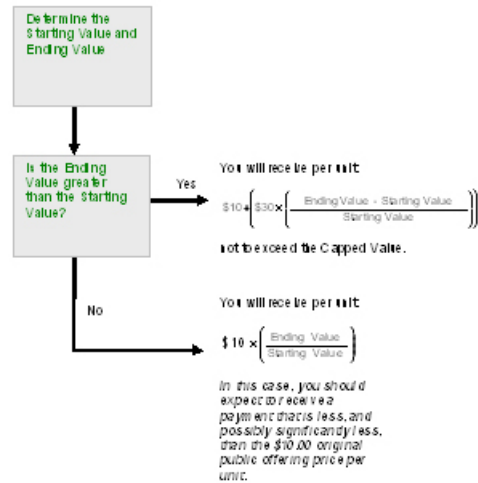 Determine the
Starting Value and
Ending Value
Is the Ending
Value greater
than the Starting
Value?
Yes
You will receive per unit:
$10+($30×(Ending Value - Starting Value
Starting Value))
not to exceed the Capped Value.
No
You will receive per unit:
$10 ×(Ending Value
Starting Value)
In this case, you should
expect to receive a
payment that is less, and
possibly significantly less,
than the $10.00 original
public offering price per
unit.